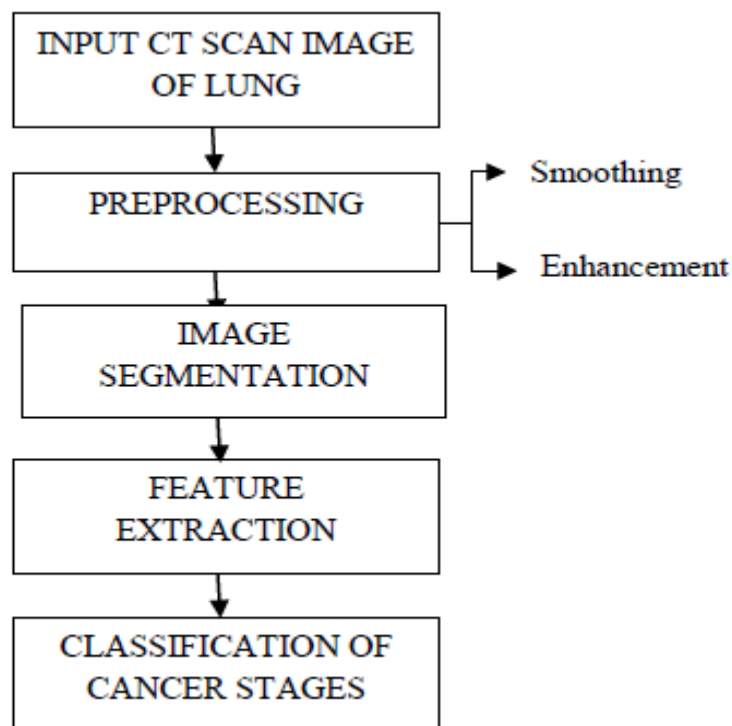 INPUT CT SCAN IMAGE
OF LUNG
PREPROCESSING
Smoothing
Enhancement
IMAGE
SEGMENTATION
FEATURE
EXTRACTION
CLASSIFICATION OF
CANCER STAGES